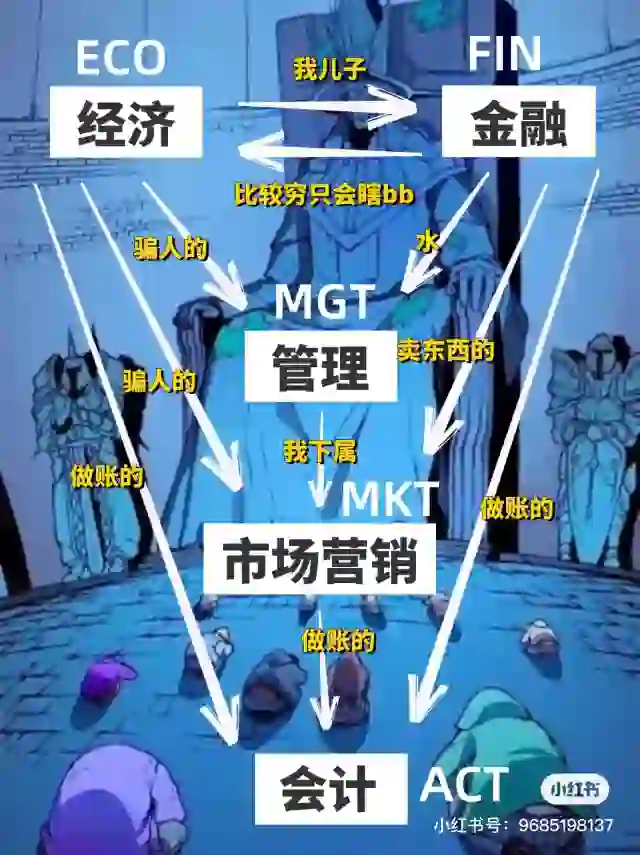 ECO
FIN
我儿子
经济
金融
比较穷只会瞎bb
骗人的
水
MGT
管理
卖东西的
骗人的
我下属
做账的
MKT
做账的
市场营销
做账的
会计
ACT
小红书
小红书号：9685198137